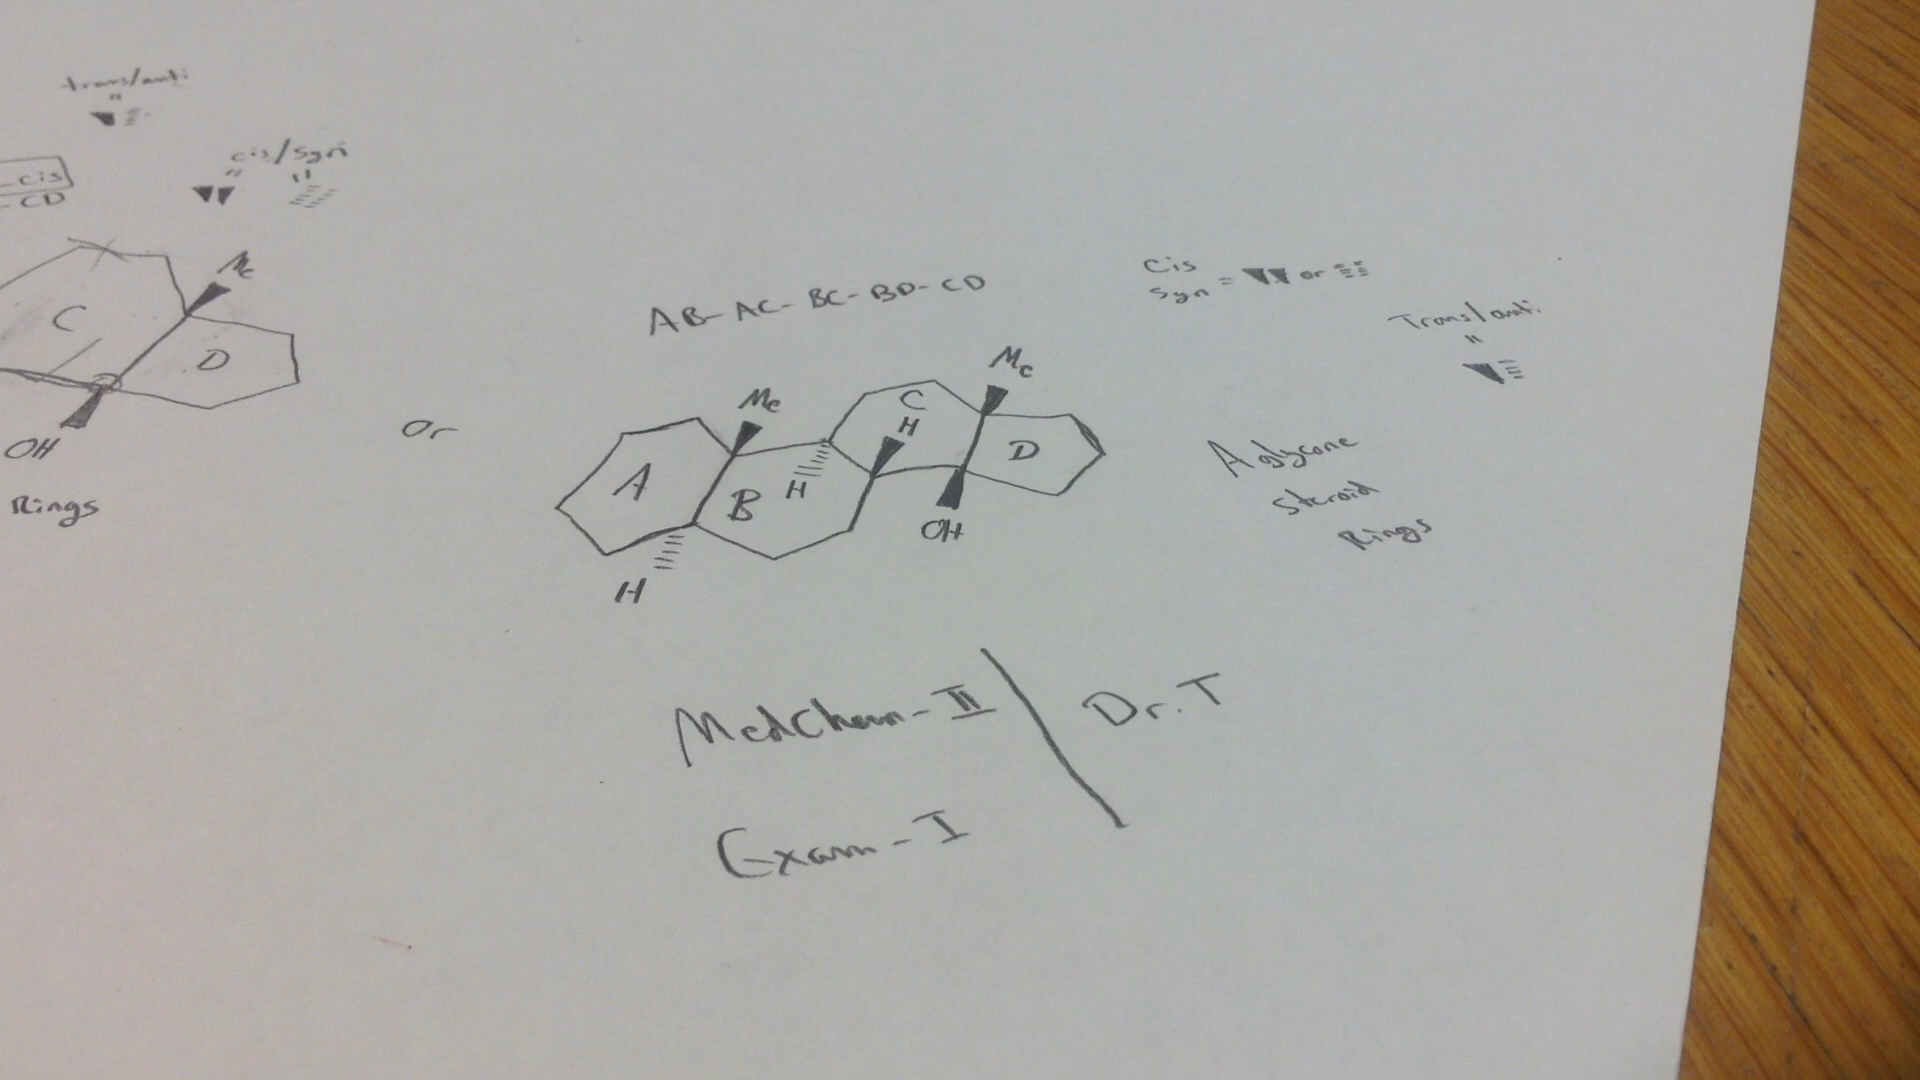 trans/anti
"
cis/syn
"
"
-cis
-CD
Me
C
D
OH
Rings
or
AB-AC-BC-BD-CD
Cis
Syn = or
Trans/anti
"
Me
Me
C
H
A
B
H
D
OH
H
Aglycone
Steroid
Rings
MedChem-II
Dr. T
Exam-I